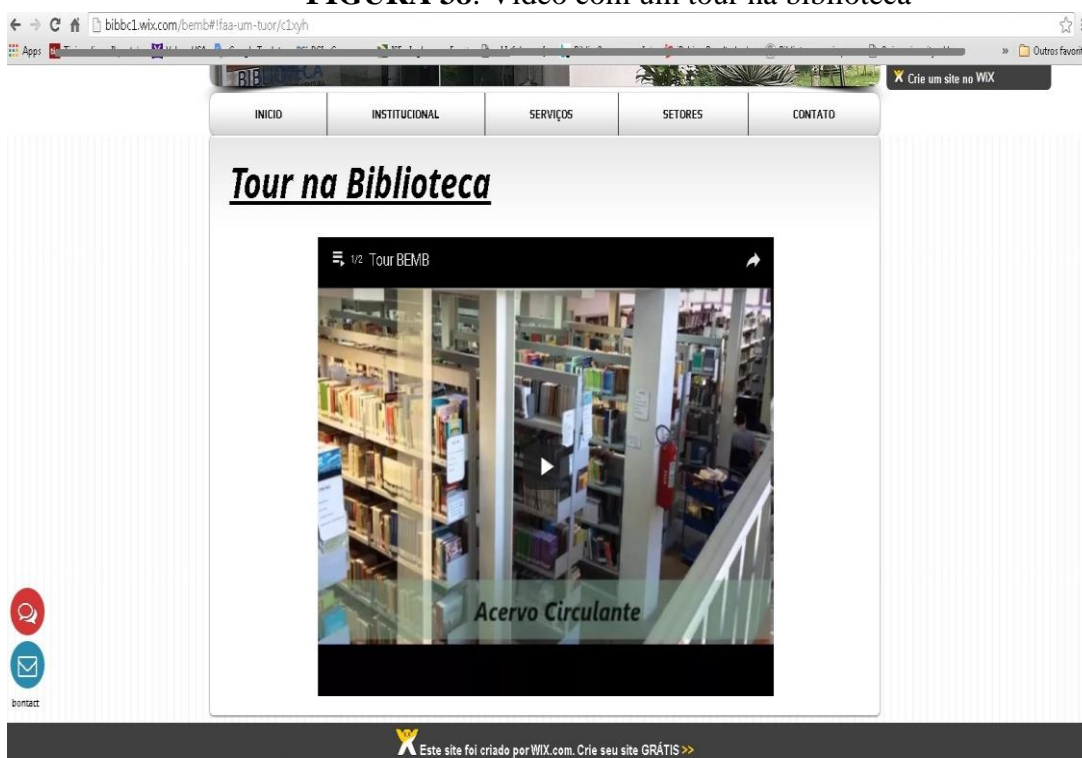 FIGURA 38: Vídeo com um tour na biblioteca
bibbc1.wix.com/bemb#!faa-um-tuor/c1xyh
Apps
» Outros favorit
BIBLIOTECA
Crie um site no WiX
INICIO INSTITUCIONAL SERVIÇOS SETORES CONTATO
Tour na Biblioteca
1/2 Tour BEMB
Acervo Circulante
bontact
Este site foi criado por WIX.com. Crie seu site GRÁTIS >>